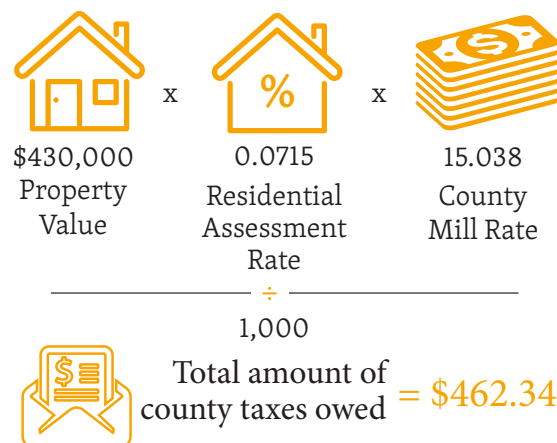 $
%
x
x
$430,000
Property
Value
0.0715
Residential
Assessment
Rate
15.038
County
Mill Rate
÷
1,000
$
Total amount of
county taxes owed = $462.34